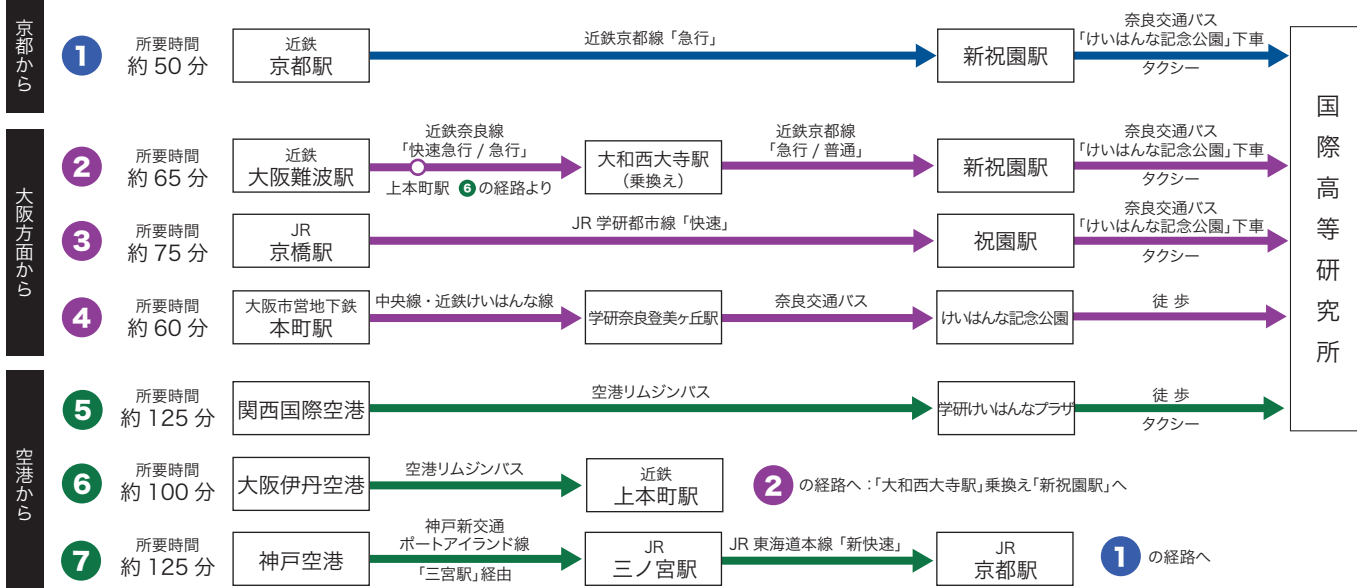 京都から
1
所要時間
約 50 分
近鉄
京都駅
近鉄京都線「急行」
新祝園駅
奈良交通バス
「けいはんな記念公園」下車
タクシー
国際高等研究所
大阪方面から
2
所要時間
約 65 分
近鉄
大阪難波駅
近鉄奈良線
「快速急行 / 急行」
上本町駅 6 の経路より
大和西大寺駅
（乗換え）
近鉄京都線
「急行 / 普通」
新祝園駅
奈良交通バス
「けいはんな記念公園」下車
タクシー
3
所要時間
約 75 分
JR
京橋駅
JR 学研都市線「快速」
祝園駅
奈良交通バス
「けいはんな記念公園」下車
タクシー
4
所要時間
約 60 分
大阪市営地下鉄
本町駅
中央線・近鉄けいはんな線
学研奈良登美ヶ丘駅
奈良交通バス
けいはんな記念公園
徒 歩
空港から
5
所要時間
約 125 分
関西国際空港
空港リムジンバス
学研けいはんなプラザ
徒 歩
タクシー
6
所要時間
約 100 分
大阪伊丹空港
空港リムジンバス
近鉄
上本町駅
2 の経路へ：「大和西大寺駅」乗換え「新祝園駅」へ
7
所要時間
約 125 分
神戸空港
神戸新交通
ポートアイランド線
「三宮駅」経由
JR
三ノ宮駅
JR 東海道本線「新快速」
JR
京都駅
1 の経路へ